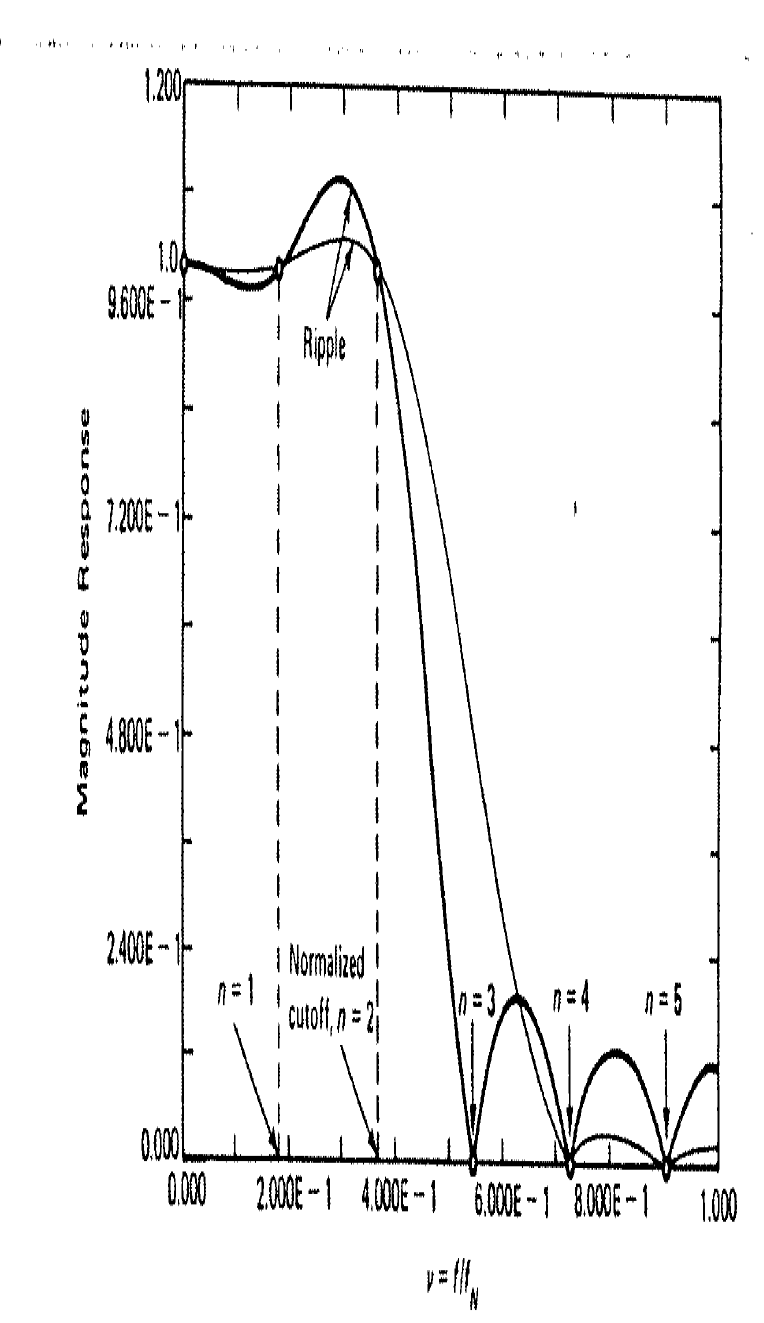 1.200
1.0
9.600E – 1
Ripple
7.200E – 1
Magnitude Response
4.800E – 1
2.400E – 1
n = 1
Normalized
cutoff, n = 2
n = 3
n = 4
n = 5
0.000
0.000
2.000E – 1
4.000E – 1
6.000E – 1
8.000E – 1
1.000
ν = f/fN